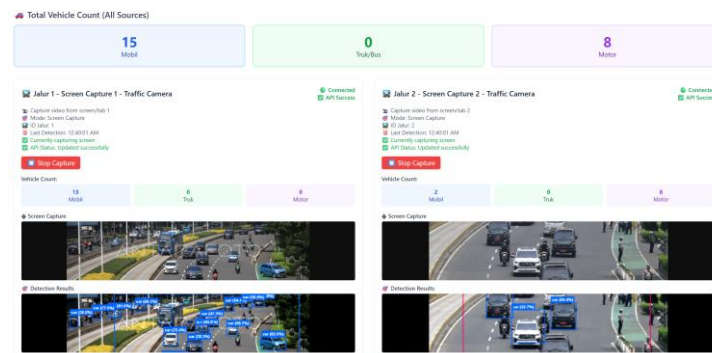 Total Vehicle Count (All Sources)
15
Mobil
0
Truk/Bus
8
Motor
Jalur 1 - Screen Capture 1 - Traffic Camera
Connected
API Success
Capture video from screen/tab 1
Mode: Screen Capture
ID Jalur: 1
Last Detection: 12:40:01 AM
Currently capturing screen
API Status: Updated successfully
Stop Capture
Vehicle Count:
13
Mobil
0
Truk
0
Motor
Screen Capture
Detection Results
Jalur 2 - Screen Capture 2 - Traffic Camera
Connecte
API Succes
Capture video from screen/tab 2
Mode: Screen Capture
ID Jalur: 2
Last Detection: 12:40:01 AM
Currently capturing screen
API Status: Updated successfully
Stop Capture
Vehicle Count:
2
Mobil
0
Truk
8
Motor
Screen Capture
Detection Results